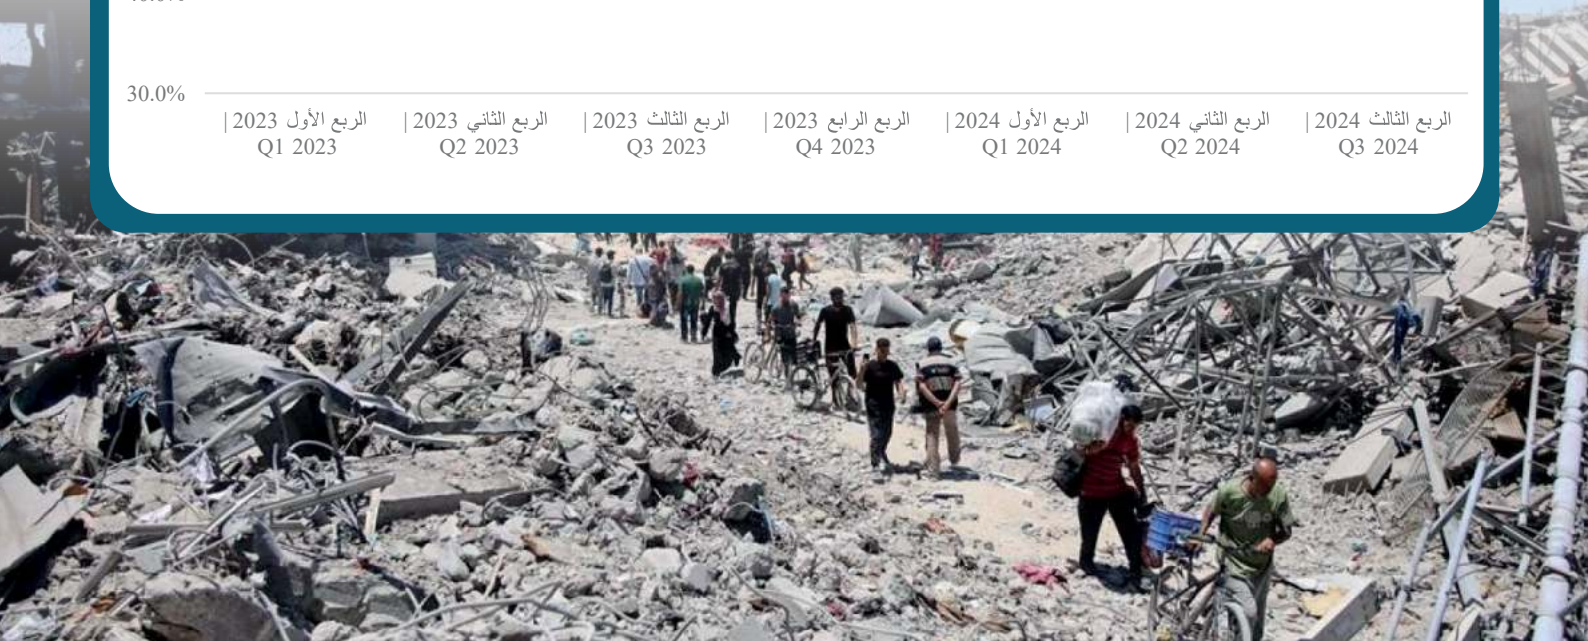 30.0%
الربع الأول 2023 | الربع الثاني 2023 | الربع الثالث 2023 | الربع الرابع 2023 | الربع الأول 2024 | الربع الثاني 2024 | الربع الثالث 2024 |
Q1 2023 Q2 2023 Q3 2023 Q4 2023 Q1 2024 Q2 2024 Q3 2024